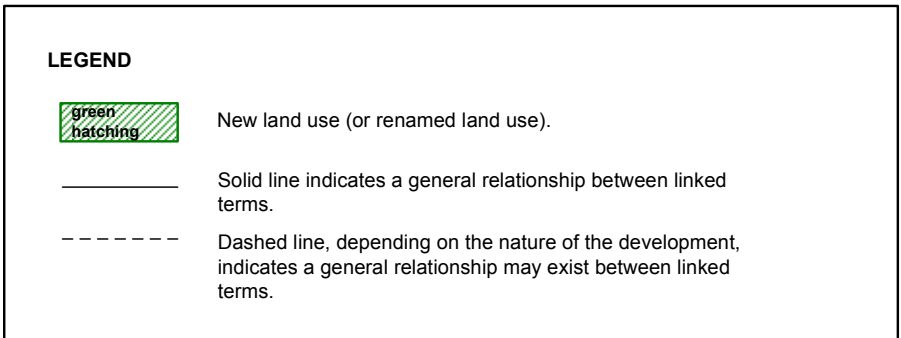 LEGEND
green
hatching
New land use (or renamed land use).
Solid line indicates a general relationship between linked
terms.
Dashed line, depending on the nature of the development,
indicates a general relationship may exist between linked
terms.